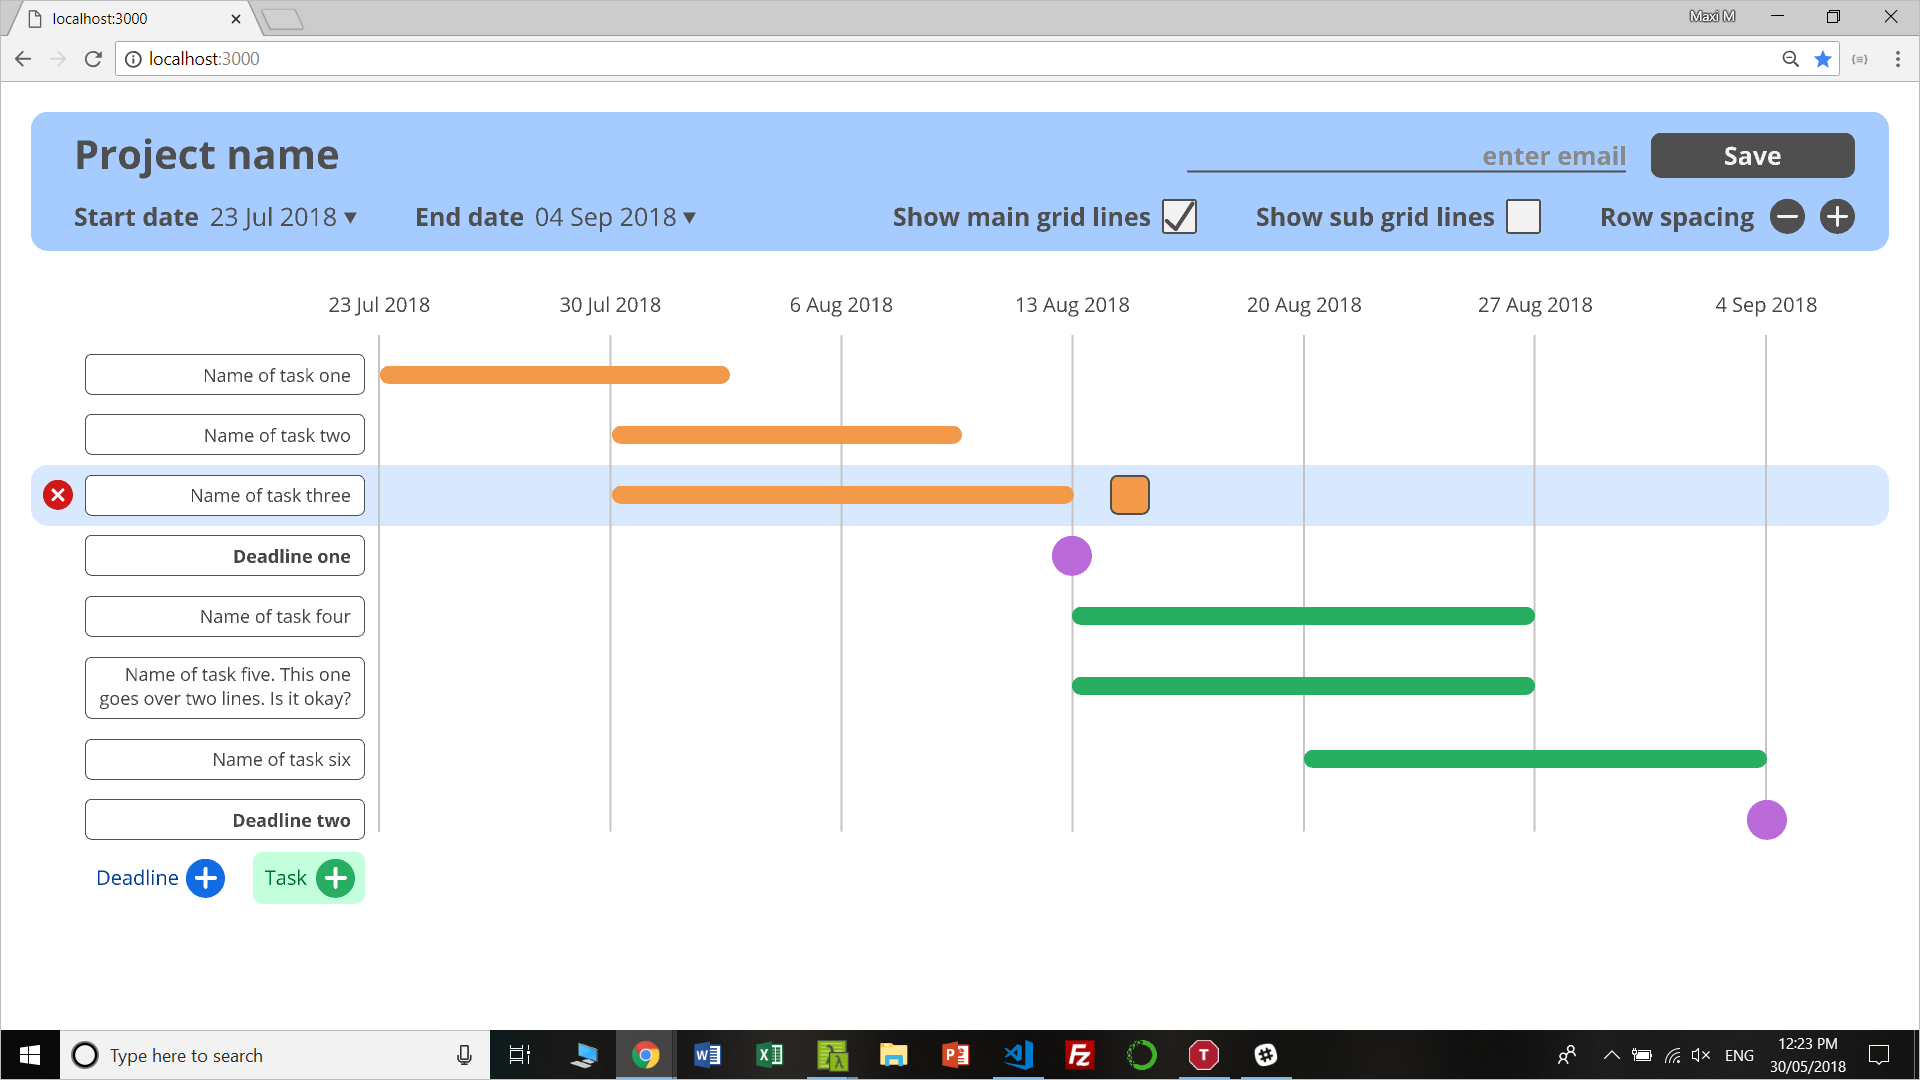 localhost:3000
Maxi M
localhost:3000
Project name
enter email
Save
Start date 23 Jul 2018 ▼
End date 04 Sep 2018 ▼
Show main grid lines
Show sub grid lines
Row spacing
23 Jul 2018
30 Jul 2018
6 Aug 2018
13 Aug 2018
20 Aug 2018
27 Aug 2018
4 Sep 2018
Name of task one
Name of task two
Name of task three
Deadline one
Name of task four
Name of task five. This one
goes over two lines. Is it okay?
Name of task six
Deadline two
Deadline
Task
Type here to search
ENG
12:23 PM
30/05/2018